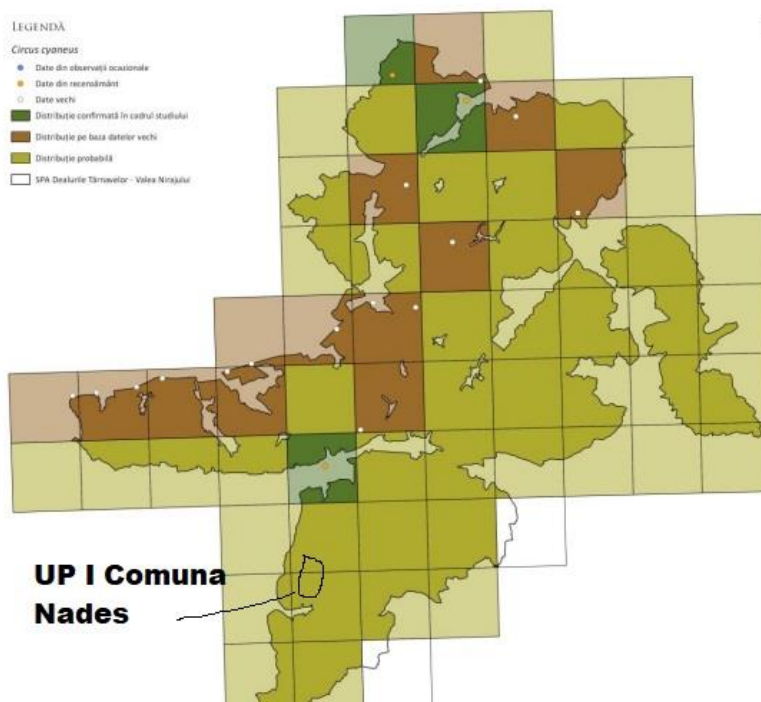 LEGENDĂ
Circus cyaneus
Date din observații ocazionale
Date din recensământ
Date vechi
Distribuție confirmată în cadrul studiului
Distribuție pe baza datelor vechi
Distribuție probabilă
SPA Dealurile Târnavelor - Valea Nirajului
UP I Comuna
Nades